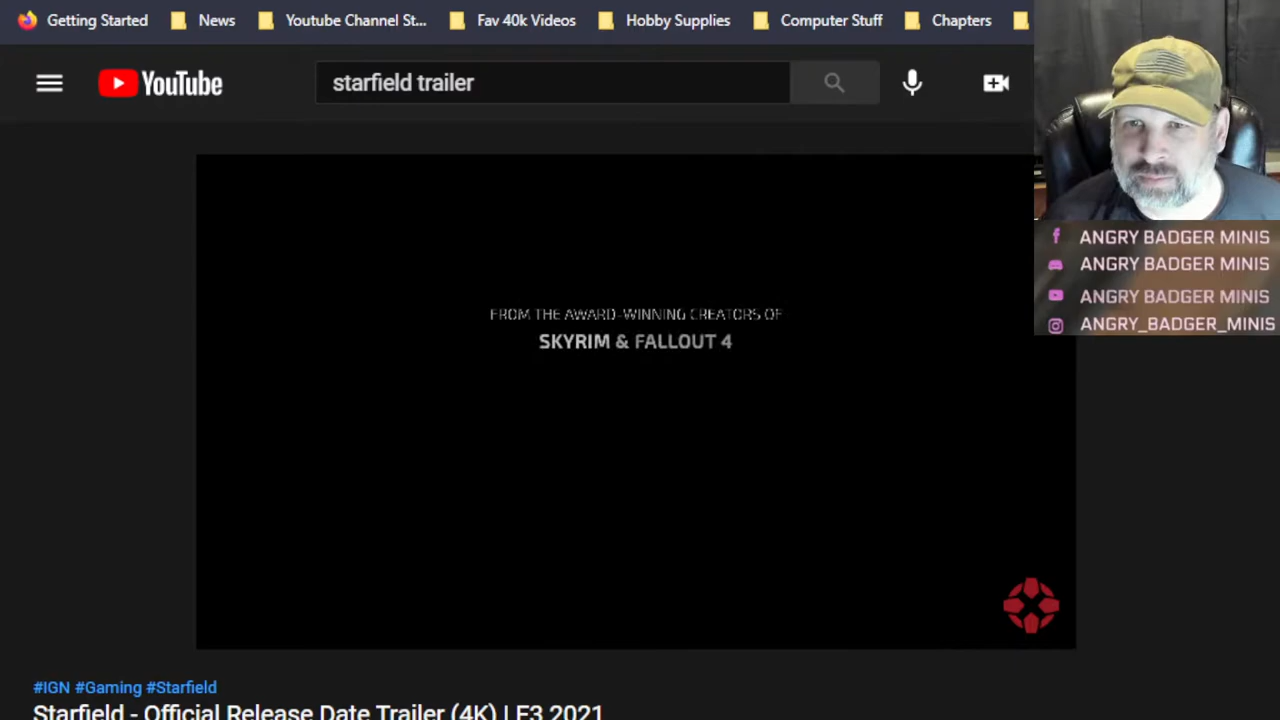 Getting Started News Youtube Channel St... Fav 40k Videos Hobby Supplies Computer Stuff Chapters
YouTube starfield trailer
FROM THE AWARD-WINNING CREATORS OF
SKYRIM & FALLOUT 4
ANGRY BADGER MINIS
ANGRY BADGER MINIS
ANGRY BADGER MINIS
ANGRY_BADGER_MINIS
#IGN #Gaming #Starfield
Starfield - Official Release Date Trailer (4K) | E3 2021